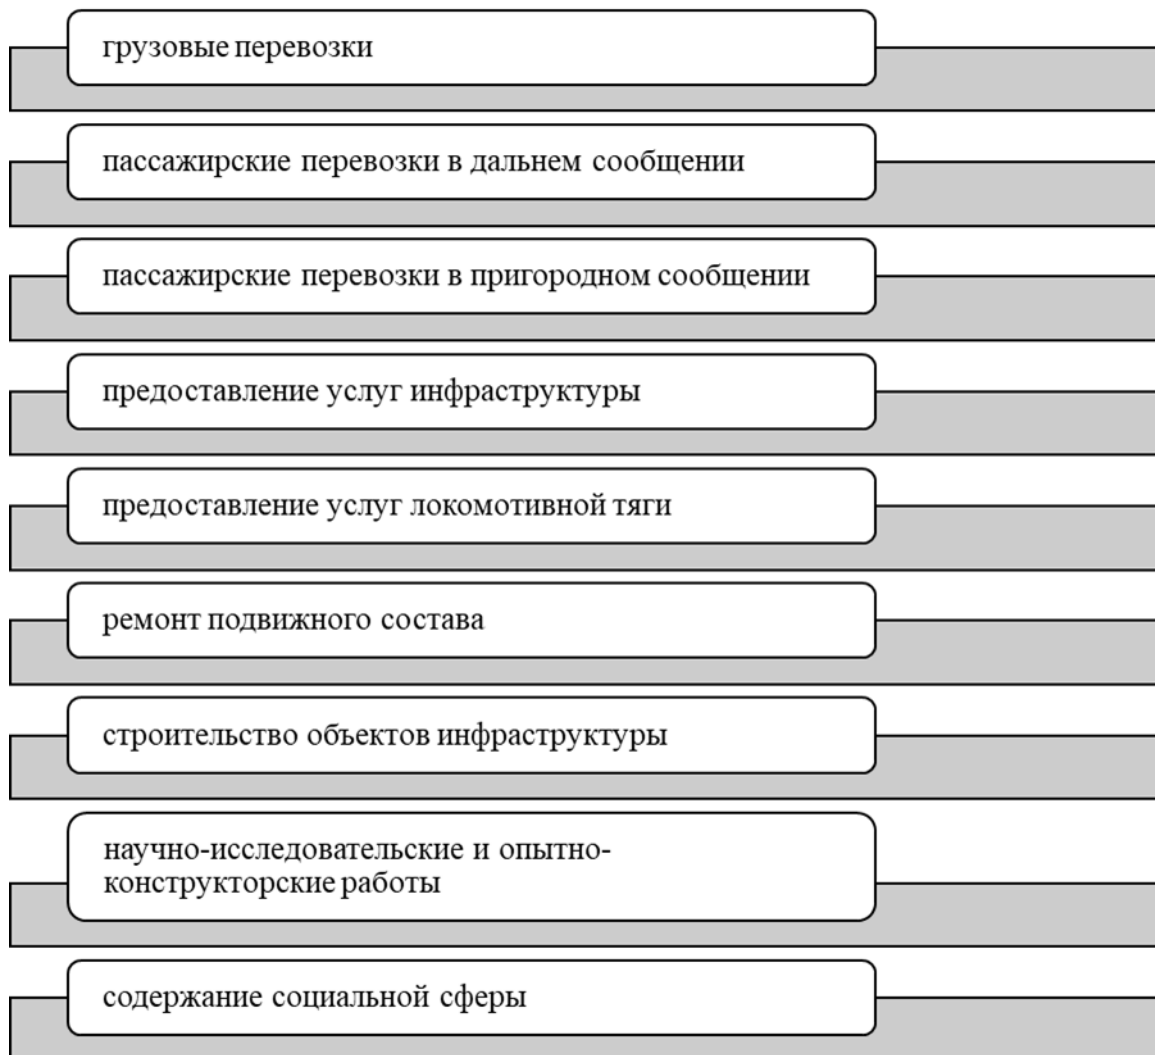 грузовые перевозки
пассажирские перевозки в дальнем сообщении
пассажирские перевозки в пригородном сообщении
предоставление услуг инфраструктуры
предоставление услуг локомотивной тяги
ремонт подвижного состава
строительство объектов инфраструктуры
научно-исследовательские и опытно-
конструкторские работы
содержание социальной сферы